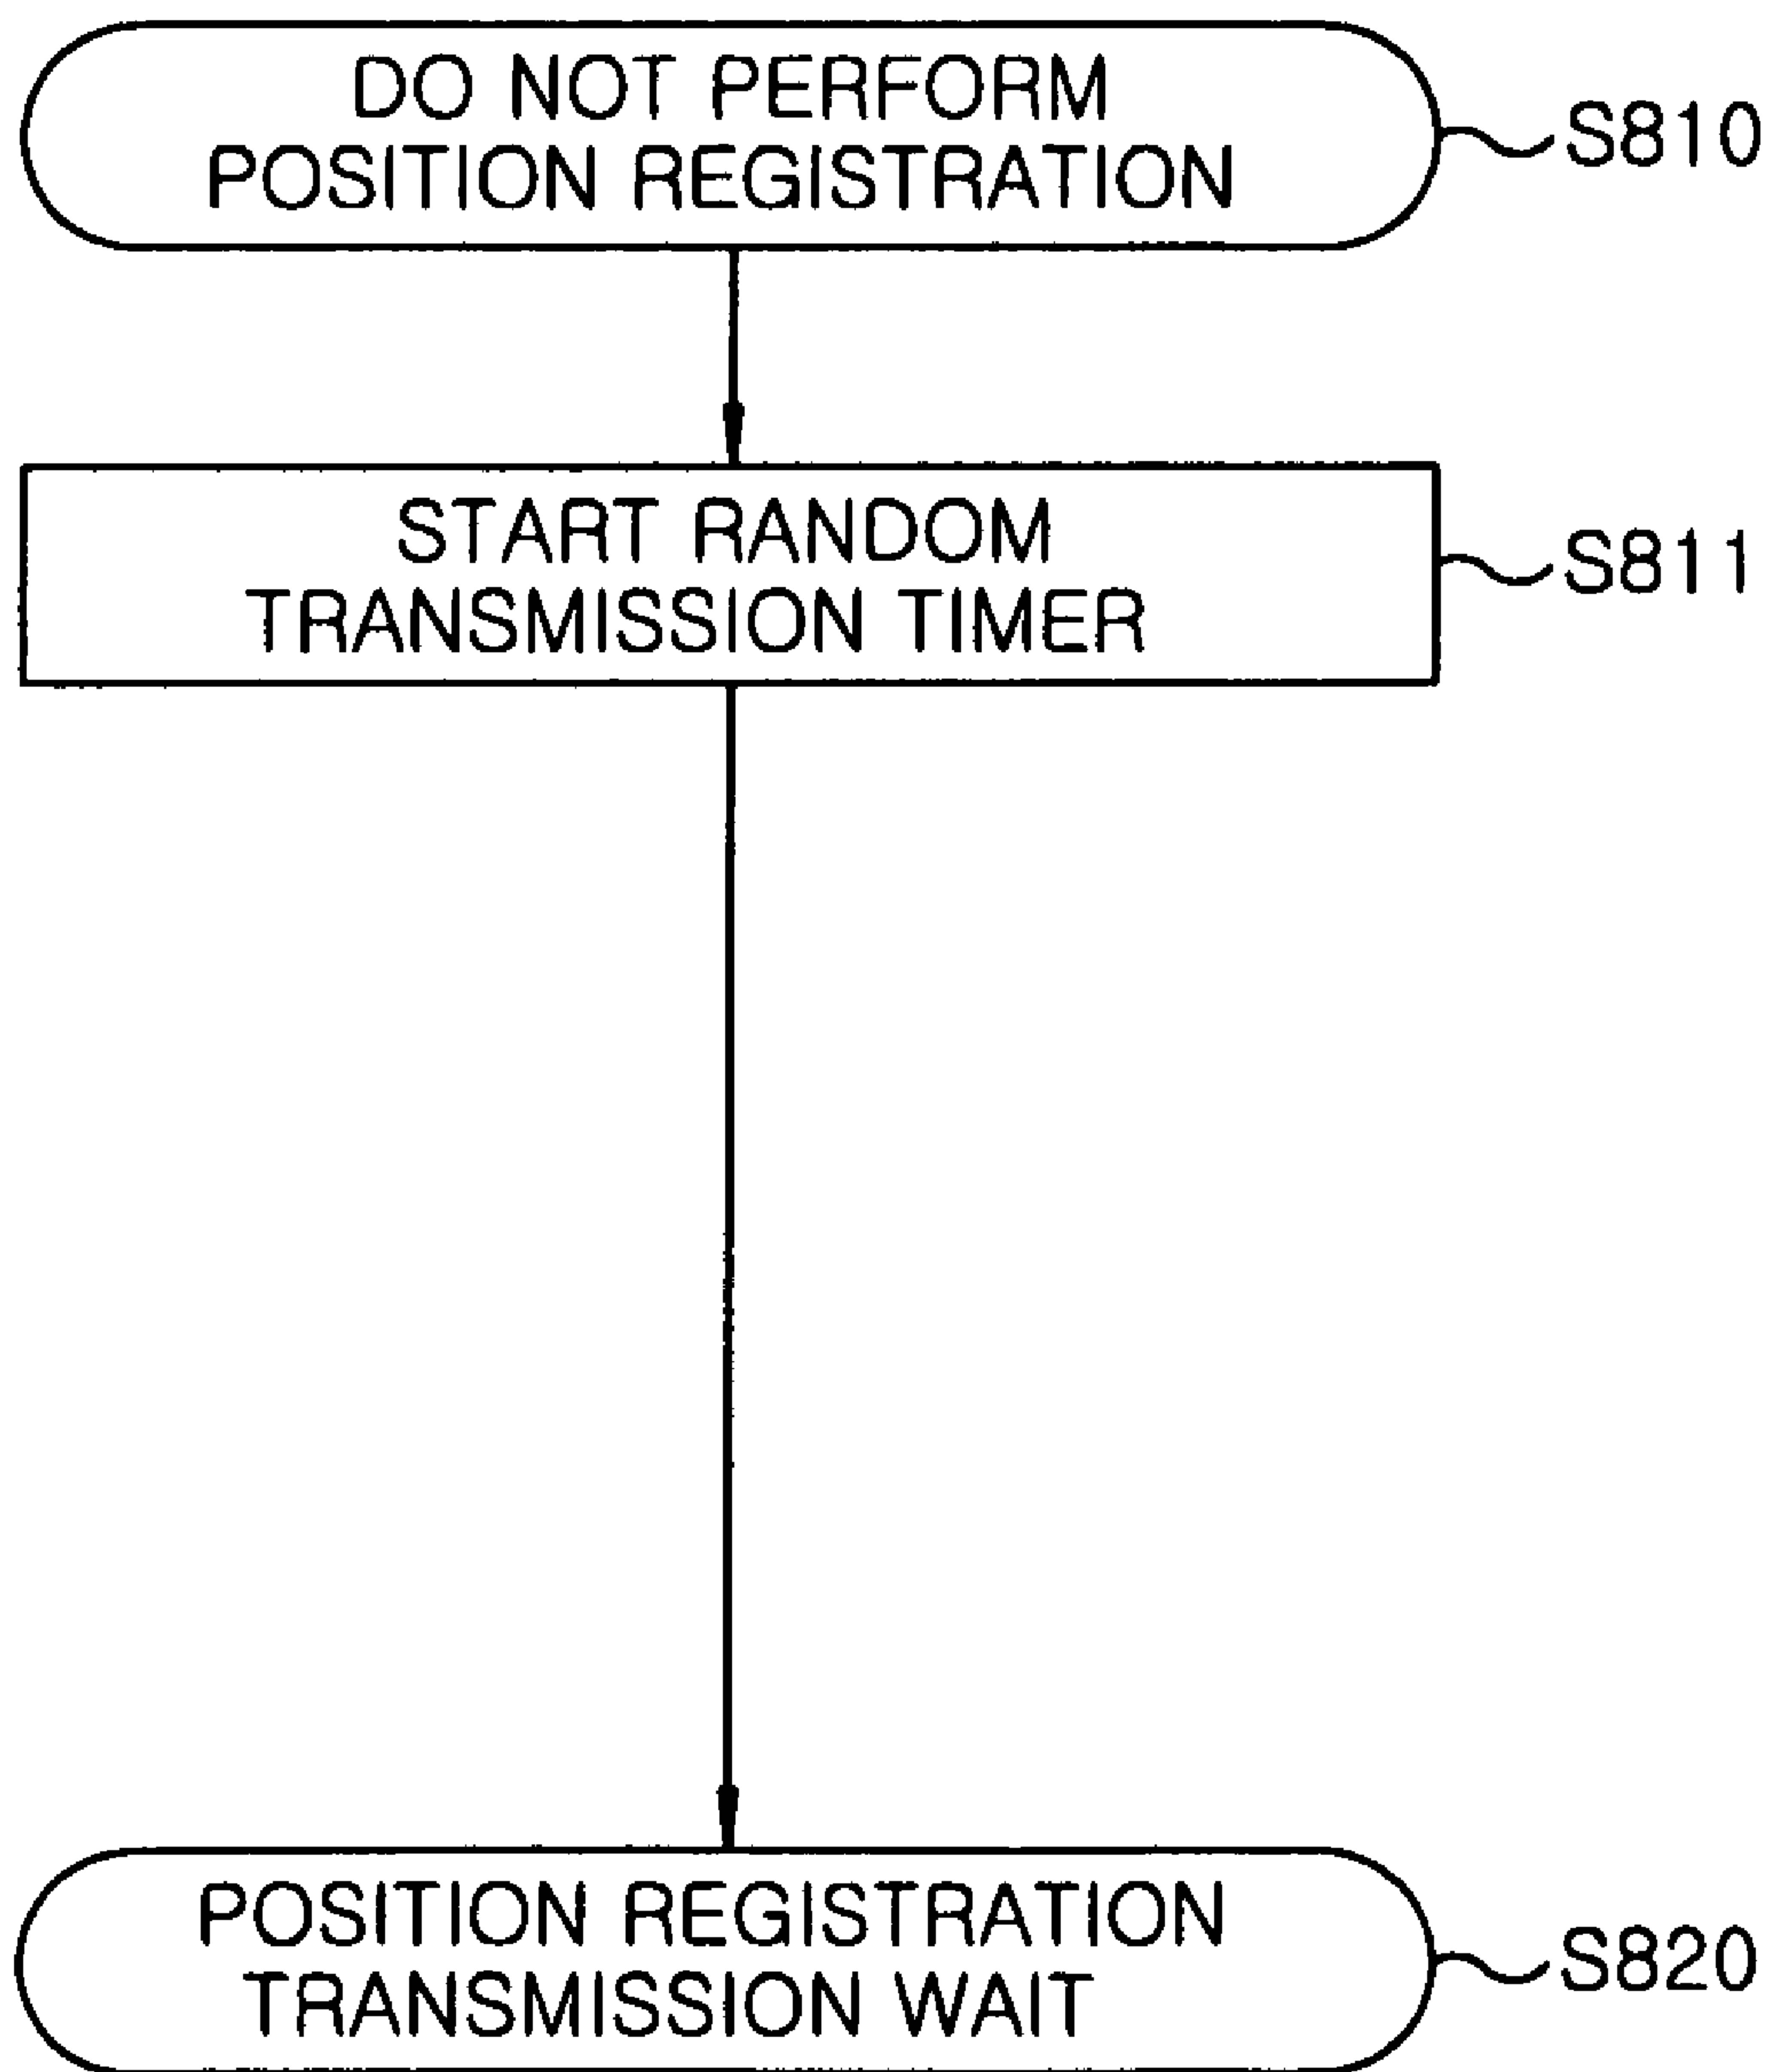 DO NOT PERFORM
POSITION REGISTRATION
S810
START RANDOM
TRANSMISSION TIMER
S811
POSITION REGISTRATION
TRANSMISSION WAIT
S820